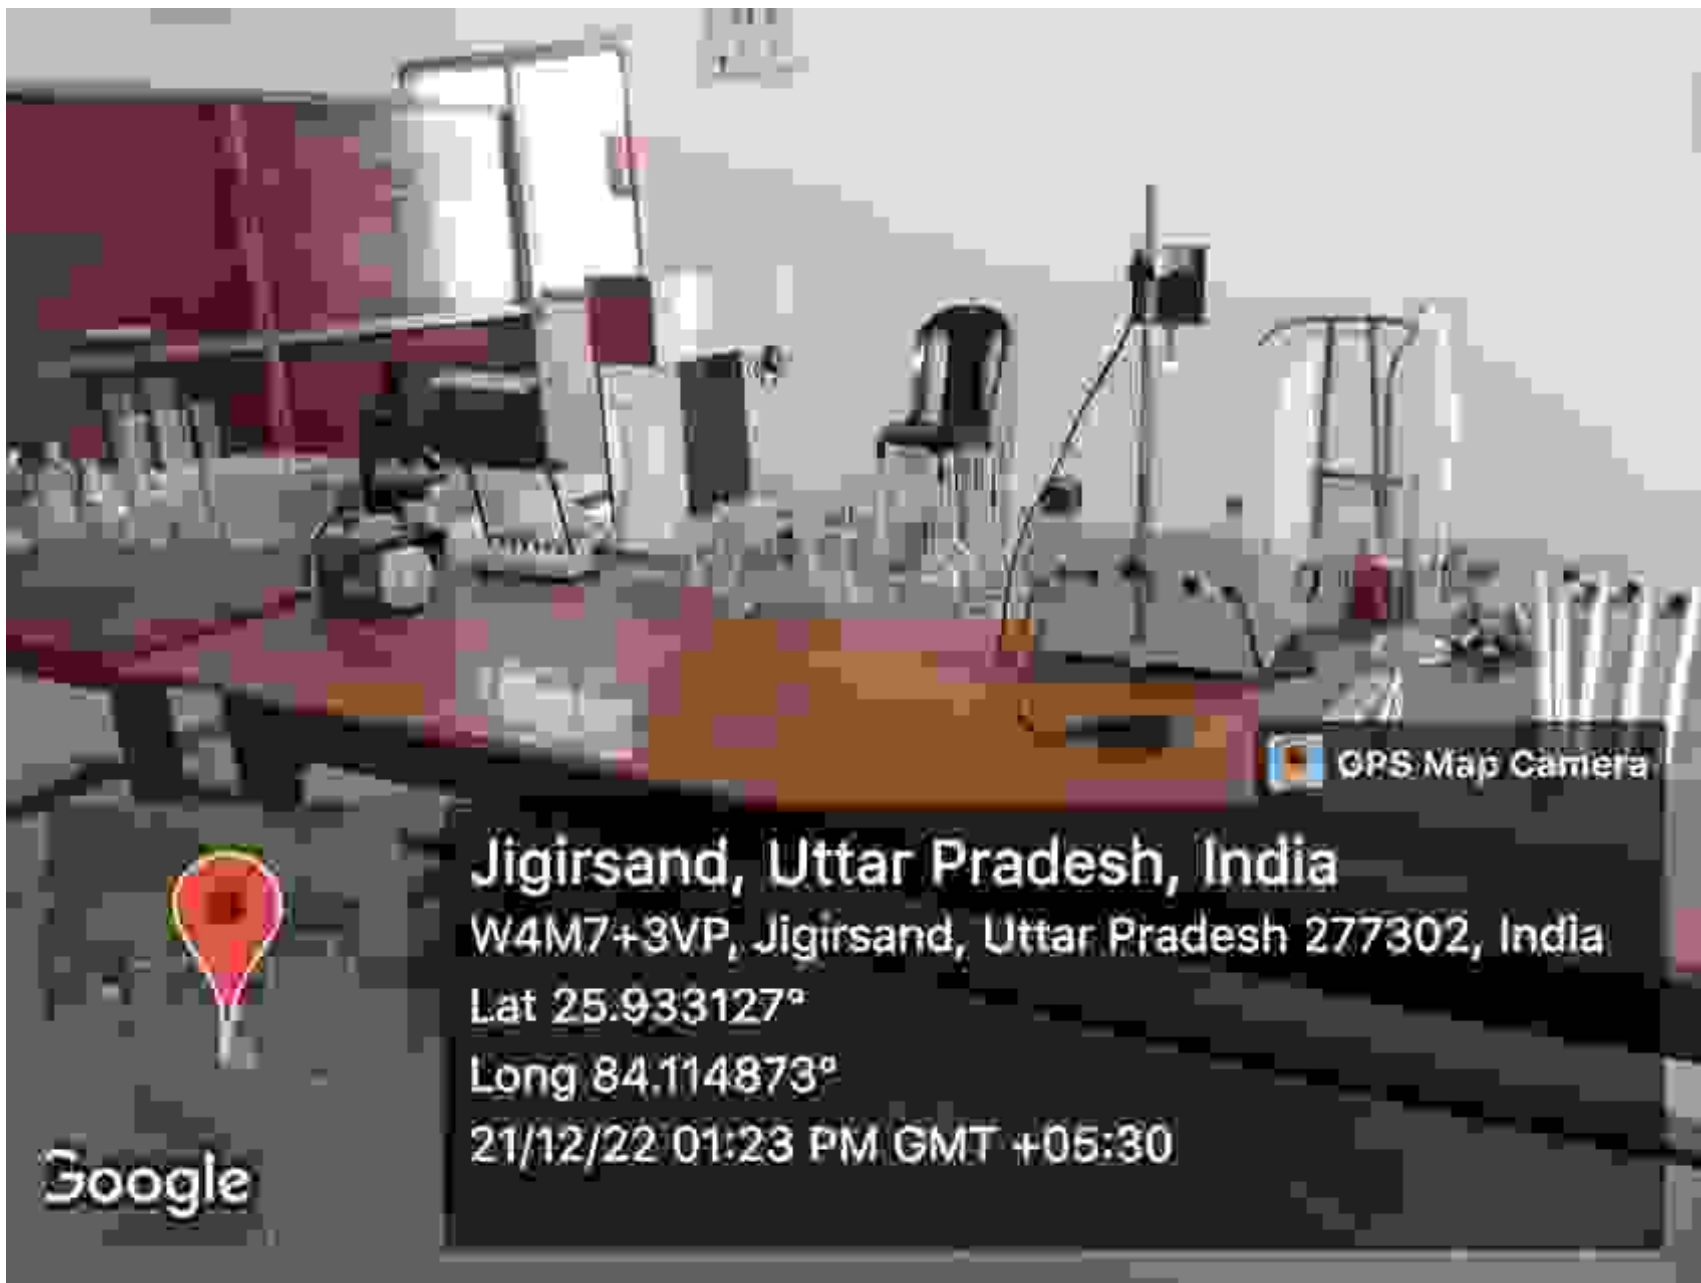 GPS Map Camera
Jigirsand, Uttar Pradesh, India
W4M7+3VP, Jigirsand, Uttar Pradesh 277302, India
Lat 25.933127°
Long 84.114873°
21/12/22 01:23 PM GMT +05:30
Google